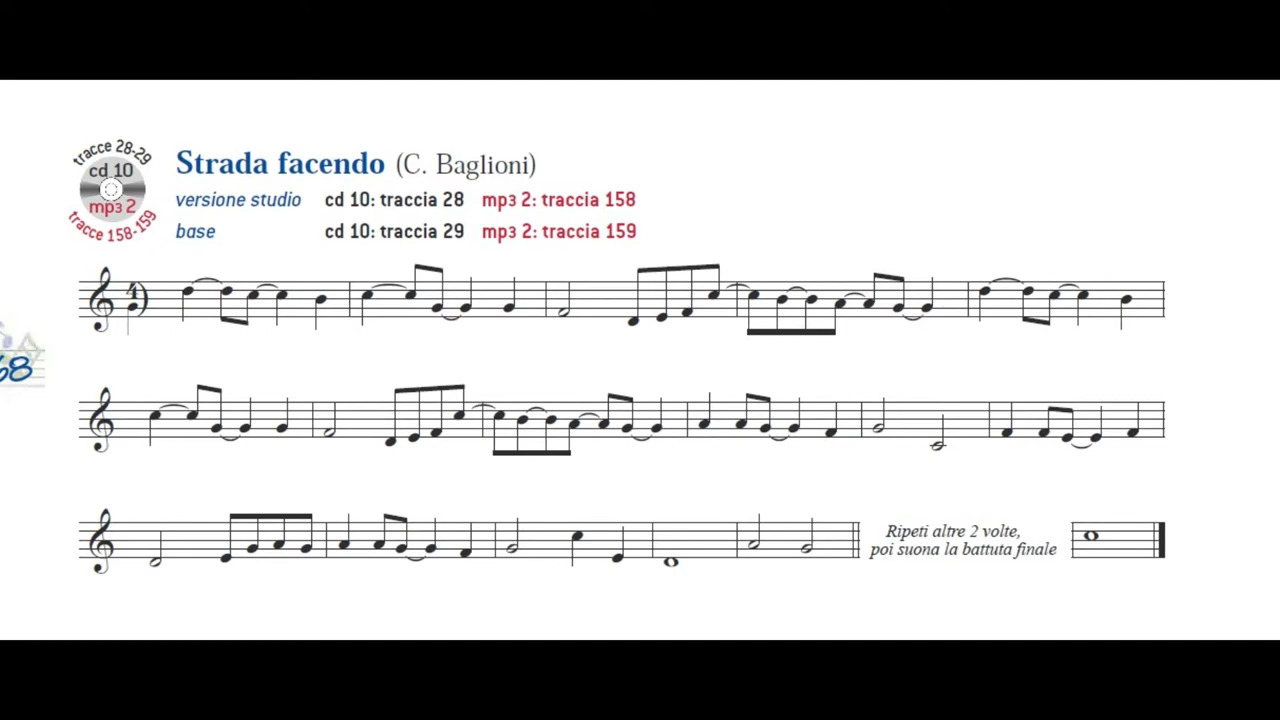 tracce 28-29
cd 10
mp3 2
tracce 158-159
Strada facendo (C. Baglioni)
versione studio cd 10: traccia 28 mp3 2: traccia 158
base cd 10: traccia 29 mp3 2: traccia 159
4
68
Ripeti altre 2 volte,
poi suona la battuta finale